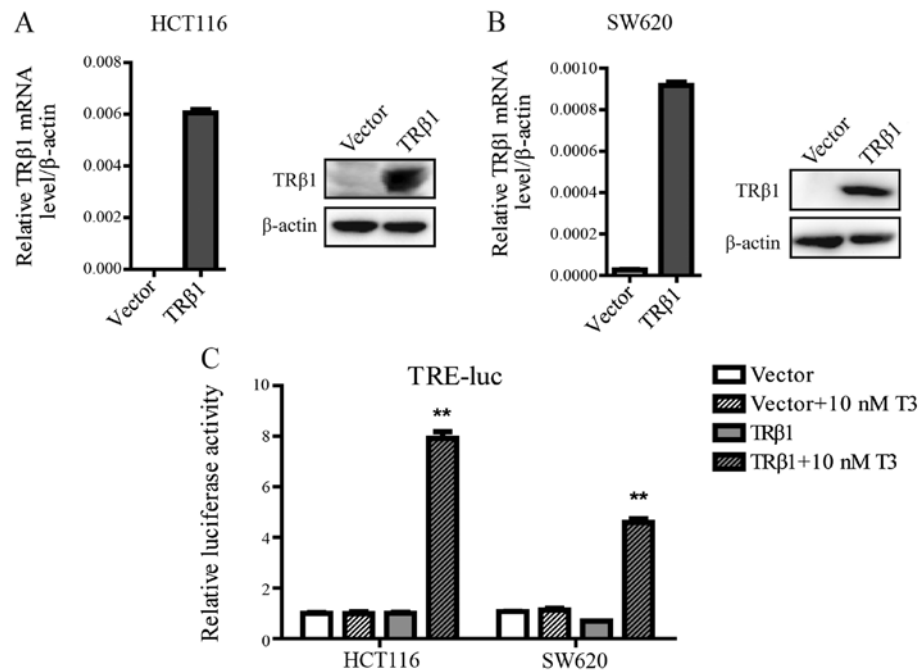 A
HCT116
Relative TRβ1 mRNA
level/β-actin
0.008
0.006
0.004
0.002
0.000
Vector
TRβ1
Vector
TRβ1
TRβ1
β-actin
B
SW620
Relative TRβ1 mRNA
level/β-actin
0.0010
0.0008
0.0006
0.0004
0.0002
0.0000
Vector
TRβ1
Vector
TRβ1
TRβ1
β-actin
C
TRE-luc
Relative luciferase activity
10
8
6
4
2
0
**
**
HCT116
SW620
Vector
Vector+10 nM T3
TRβ1
TRβ1+10 nM T3